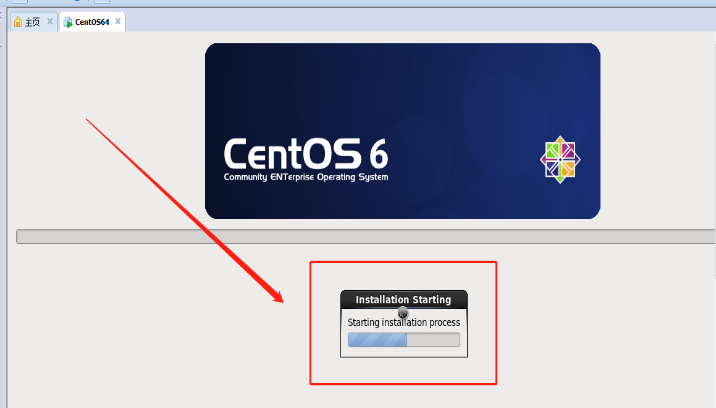 主页
CentOS64
CentOS 6
Community ENTerprise Operating System
Installation Starting
Starting installation process